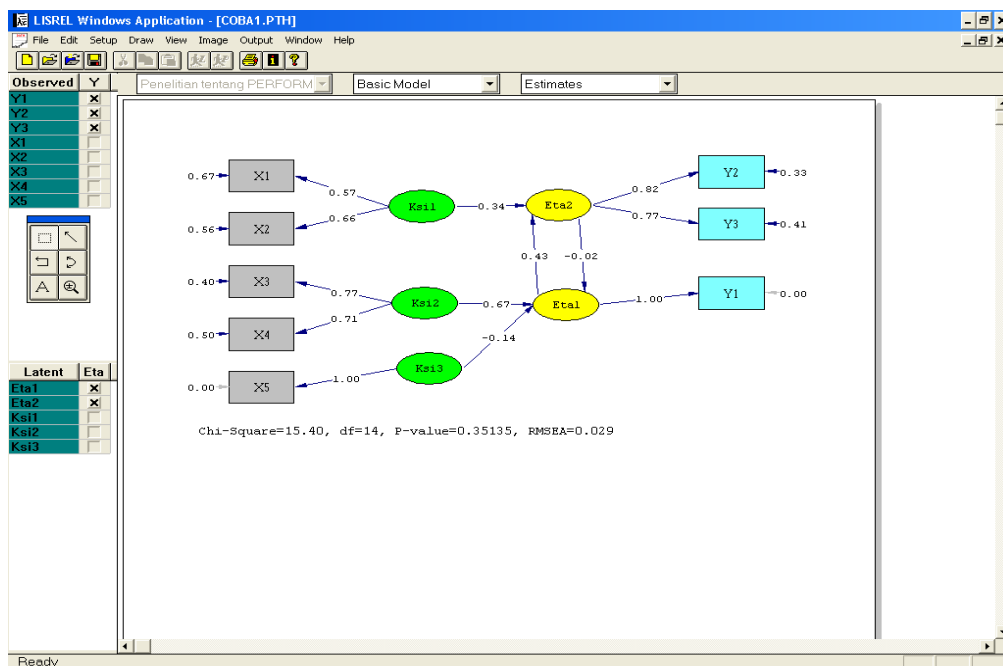 LISREL Windows Application - [COBA1.PTH]
File Edit Setup Draw View Image Output Window Help
Observed Y
Penelitian tentang PERFORM Basic Model Estimates
Y1
Y2
Y3
X1
X2
X3
X4
X5
A
Latent Eta
Eta1
Eta2
Ksi1
Ksi2
Ksi3
0.67 X1 0.57
0.56 X2 0.66
0.40 X3 0.77
0.50 X4 0.71
0.00 X5 1.00
Ksi1 0.34 Eta2
Ksi2 0.67 Eta1
Ksi3 -0.14
0.43 -0.02
0.82 Y2 0.33
0.77 Y3 0.41
1.00 Y1 0.00
Chi-Square=15.40, df=14, P-value=0.35135, RMSEA=0.029
Ready